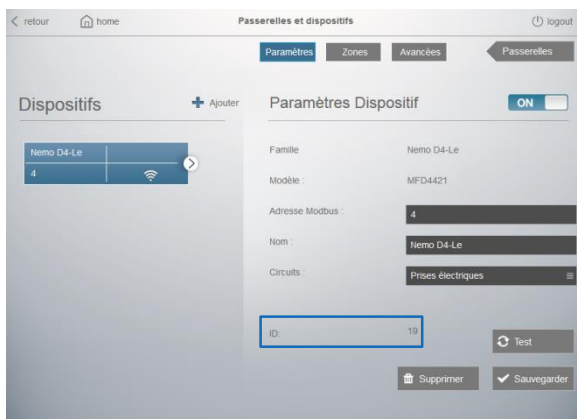 retour home Passerelles et dispositifs logout
Paramètres Zones Avancèes Passerelles
Dispositifs Ajouter Paramètres Dispositif ON
Nemo D4-Le
4
Famille Nemo D4-Le
Modèle : MFD4421
Adresse Modbus : 4
Nom : Nemo D4-Le
Circuits : Prises électriques
ID: 19
Test
Supprimer Sauvegarder